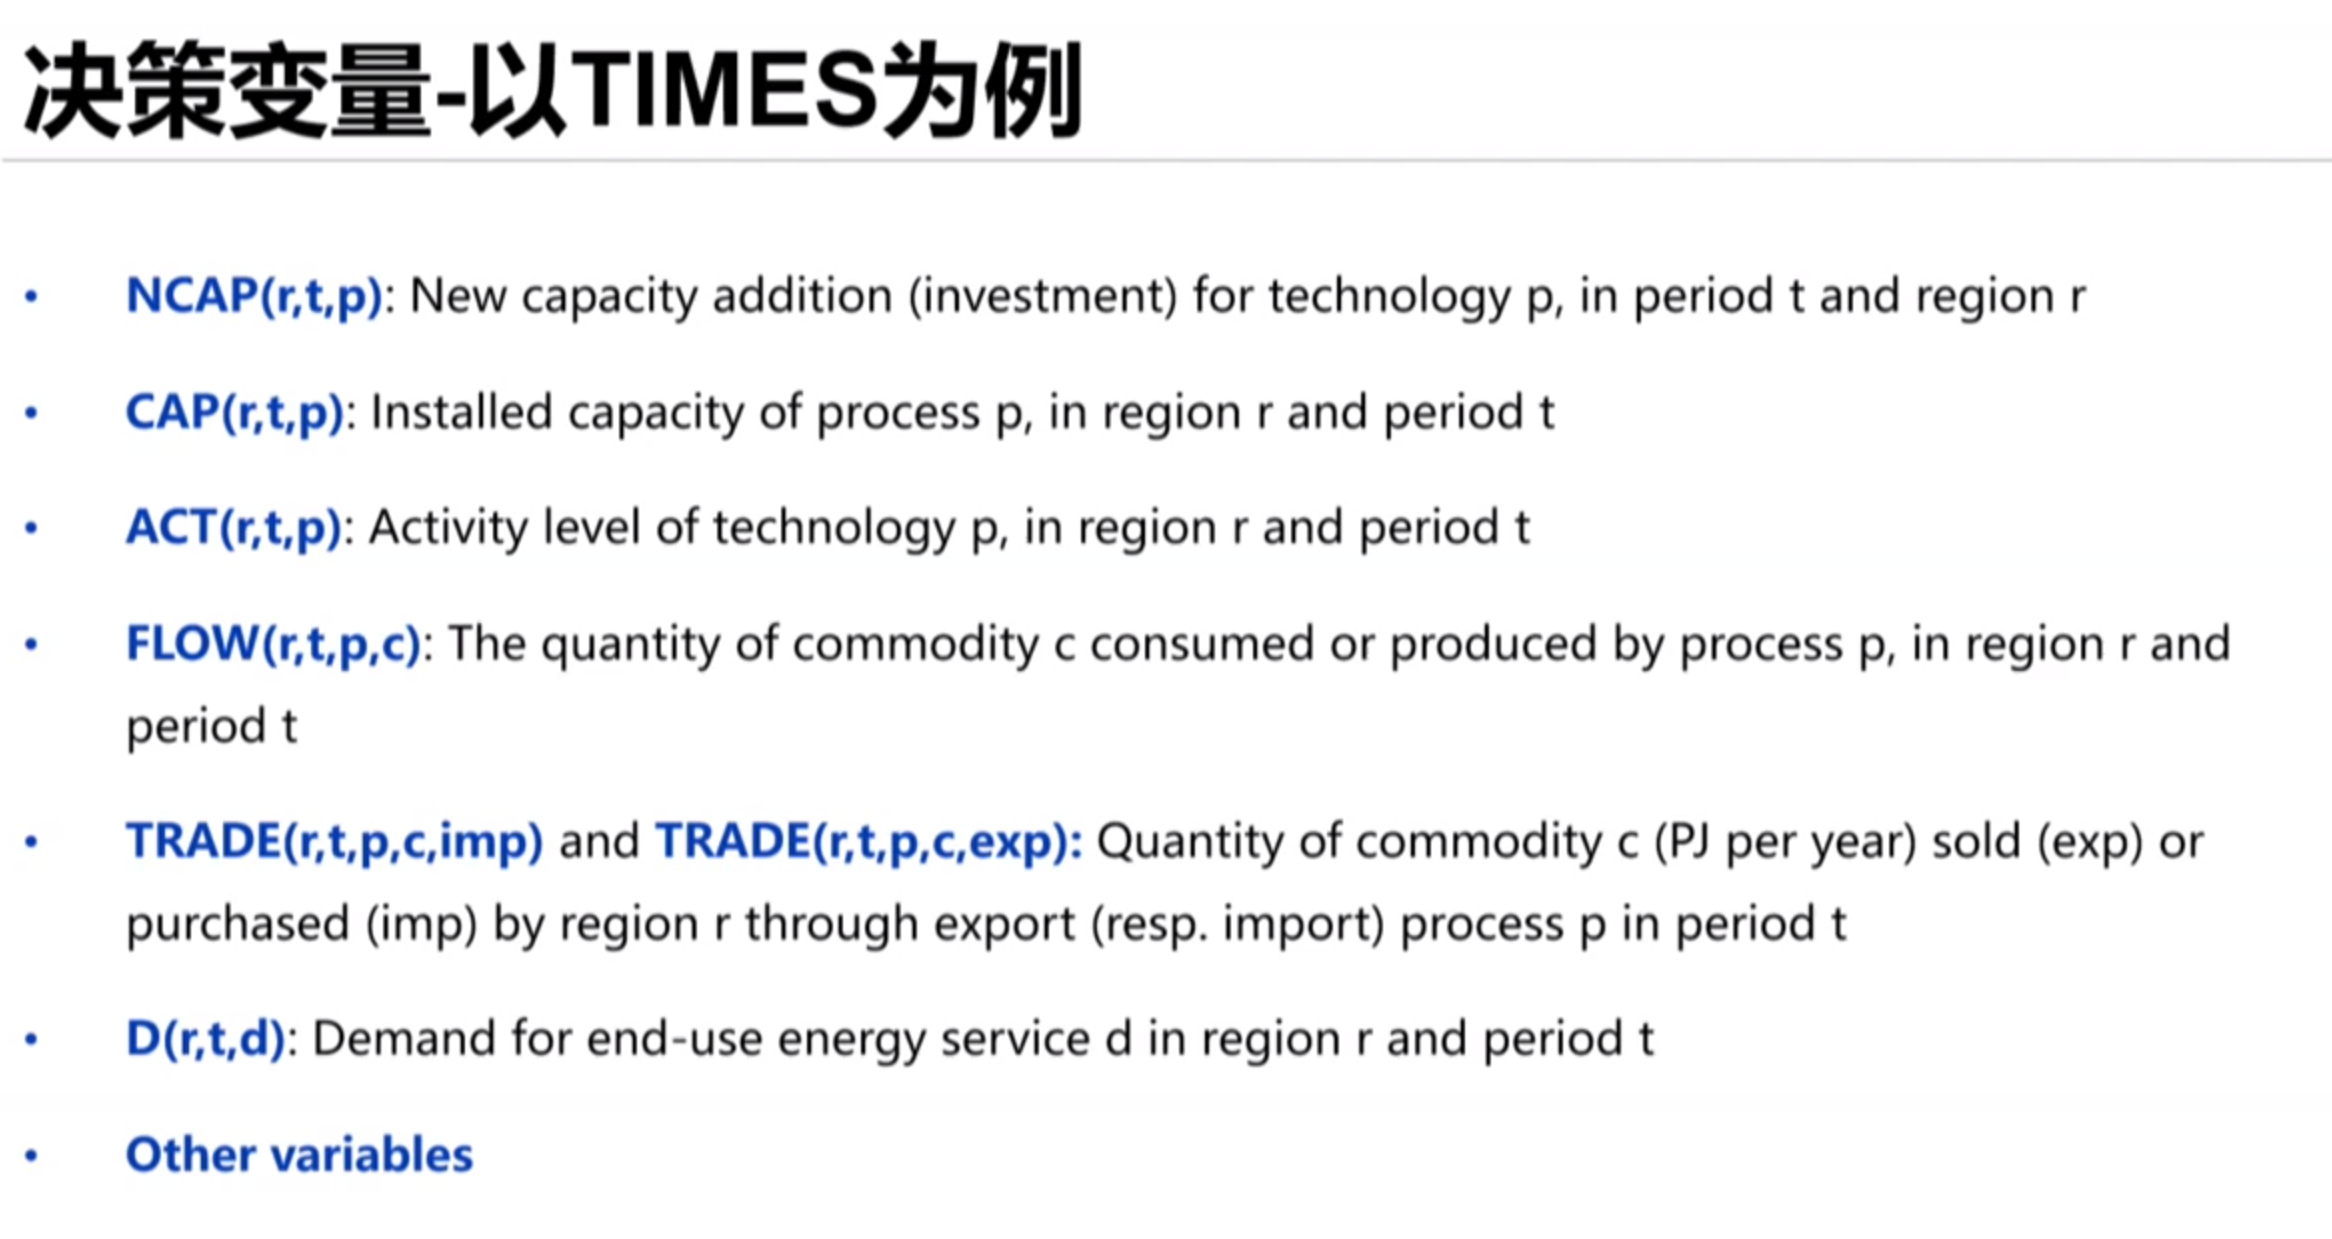 决策变量-以TIMES为例
• NCAP(r,t,p): New capacity addition (investment) for technology p, in period t and region r
• CAP(r,t,p): Installed capacity of process p, in region r and period t
• ACT(r,t,p): Activity level of technology p, in region r and period t
• FLOW(r,t,p,c): The quantity of commodity c consumed or produced by process p, in region r and
period t
• TRADE(r,t,p,c,imp) and TRADE(r,t,p,c,exp): Quantity of commodity c (PJ per year) sold (exp) or
purchased (imp) by region r through export (resp. import) process p in period t
• D(r,t,d): Demand for end-use energy service d in region r and period t
• Other variables